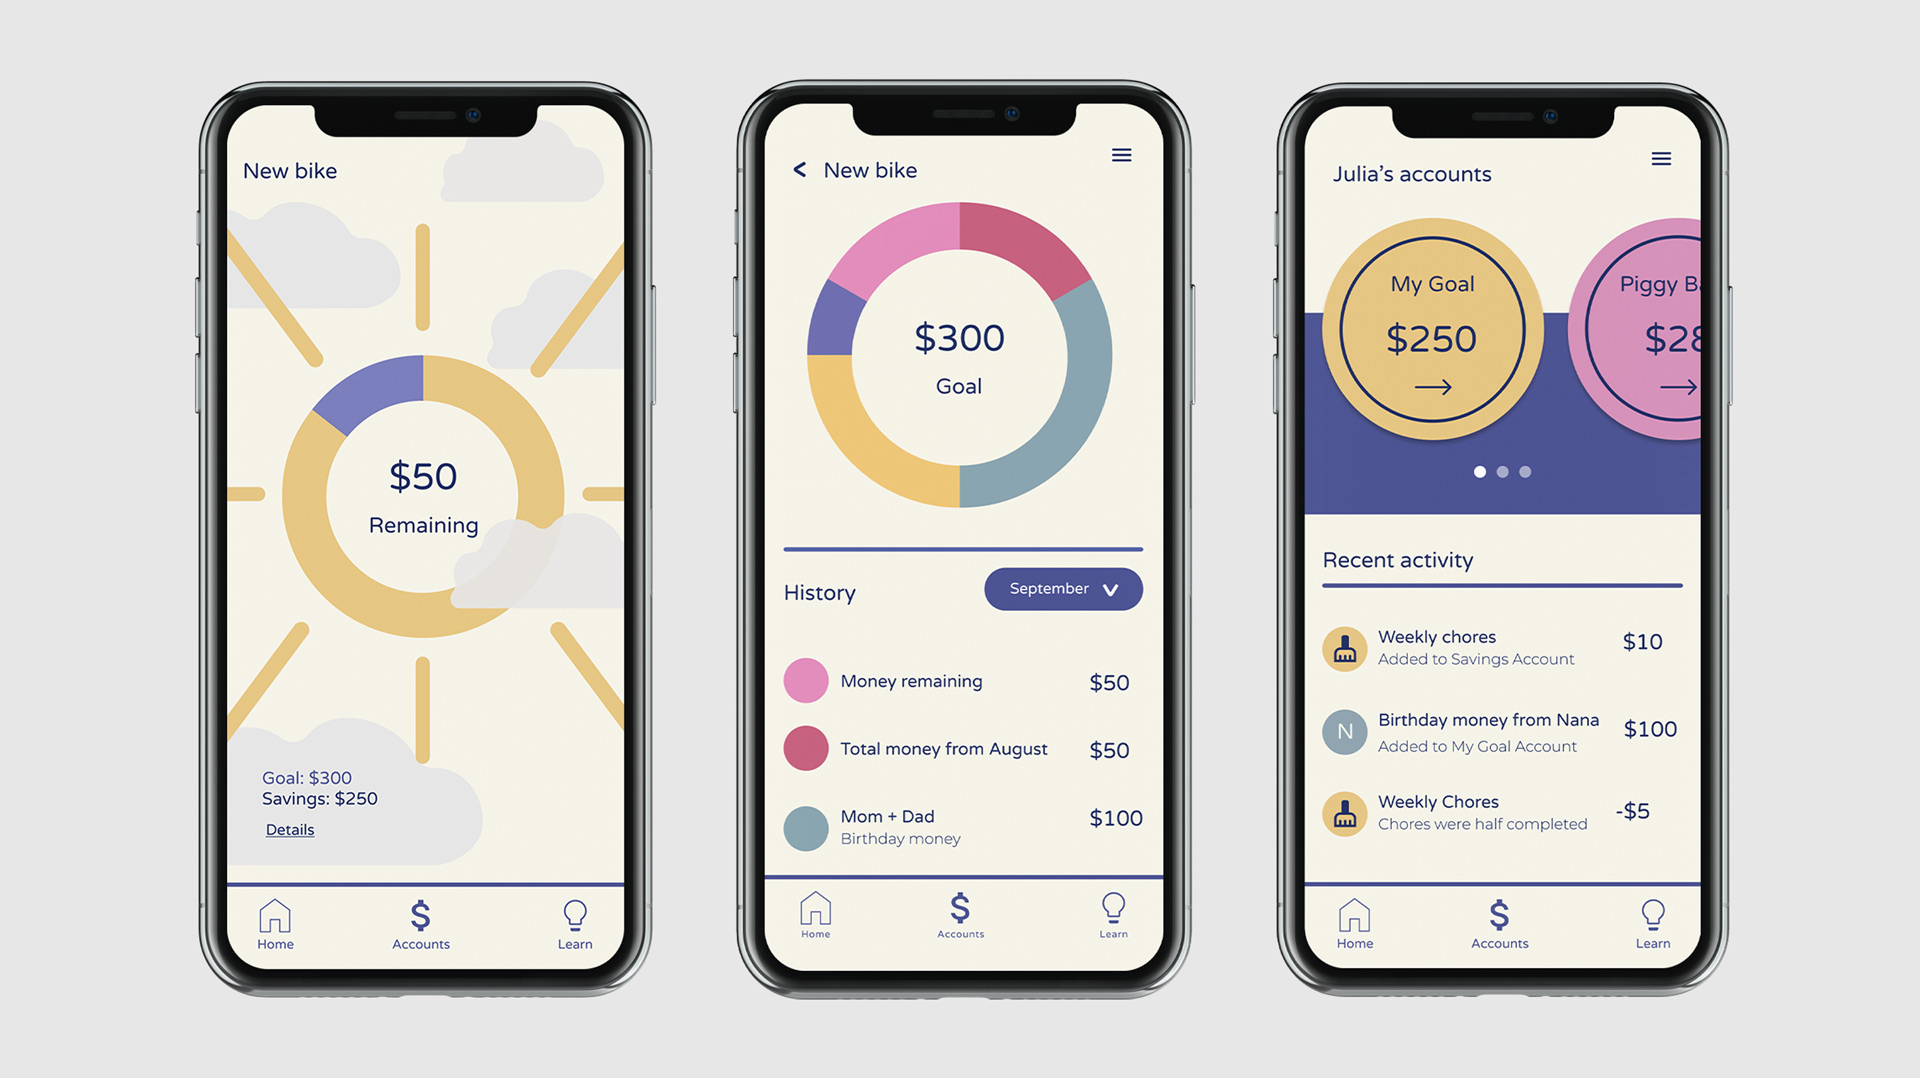 New bike
$50
Remaining
Goal: $300
Savings: $250
Details
Home
Accounts
Learn
New bike
$300
Goal
History
September
Money remaining
$50
Total money from August
$50
Mom + Dad
$100
Birthday money
Home
Accounts
Learn
Julia's accounts
My Goal
$250
Piggy
$28
Recent activity
Weekly chores
$10
Added to Savings Account
N
Birthday money from Nana
$100
Added to My Goal Account
Weekly Chores
-$5
Chores were half completed
Home
Accounts
Learn